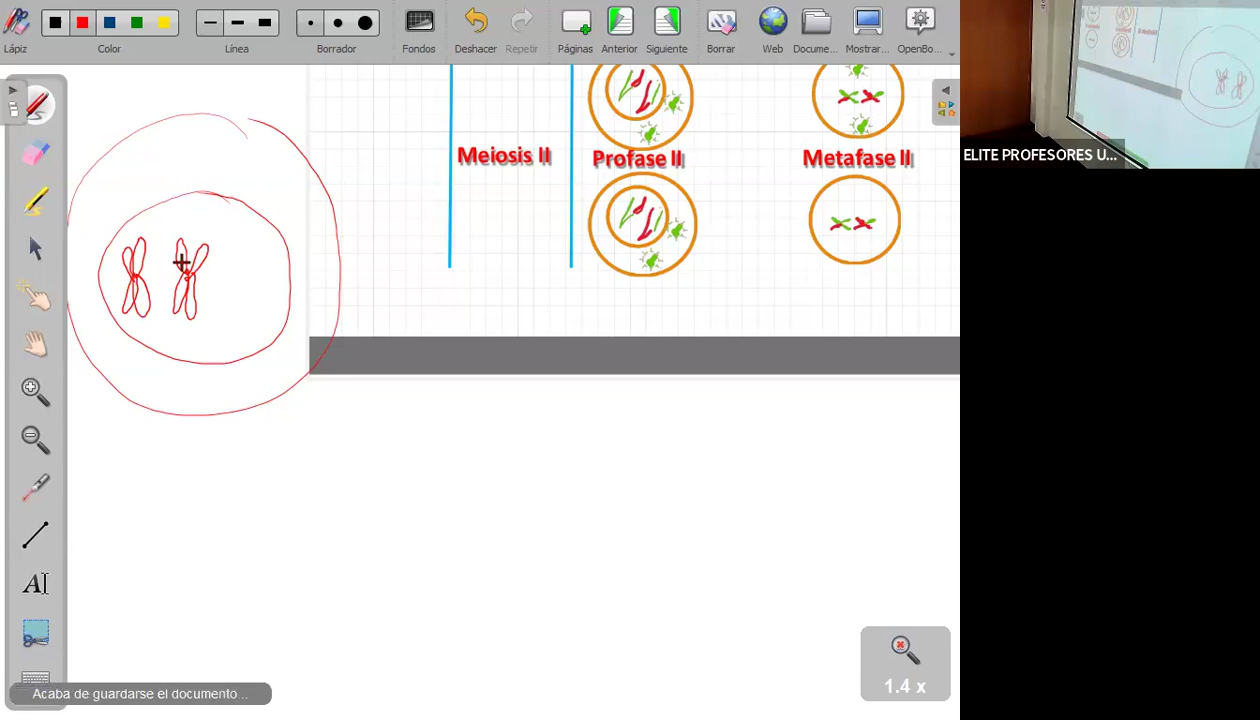 Lápiz
Color
Línea
Borrador
Fondos
Deshacer
Repetir
Páginas
Anterior
Siguiente
Borrar
Web
Docume...
Mostrar...
OpenBo...
ELITE PROFESORES U...
Meiosis II
Profase II
Metafase II
A
1.4 x
Acaba de guardarse el documento...